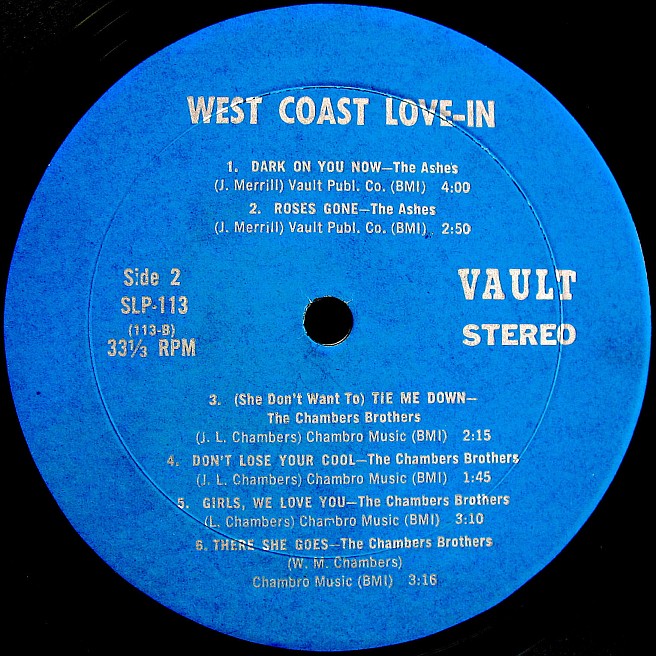 WEST COAST LOVE-IN
1. DARK ON YOU NOW—The Ashes
(J. Merrill) Vault Publ. Co. (BMI) 4:00
2. ROSES GONE—The Ashes
(J. Merrill) Vault Publ. Co. (BMI) 2:50
Side 2
SLP-113
(113-B)
33⅓ RPM
VAULT
STEREO
3. (She Don't Want To) TIE ME DOWN—
The Chambers Brothers
(J. L. Chambers) Chambro Music (BMI) 2:15
4. DON'T LOSE YOUR COOL—The Chambers Brothers
(J. L. Chambers) Chambro Music (BMI) 1:45
5. GIRLS, WE LOVE YOU—The Chambers Brothers
(L. Chambers) Chambro Music (BMI) 3:10
6. THERE SHE GOES—The Chambers Brothers
(W. M. Chambers)
Chambro Music (BMI) 3:16